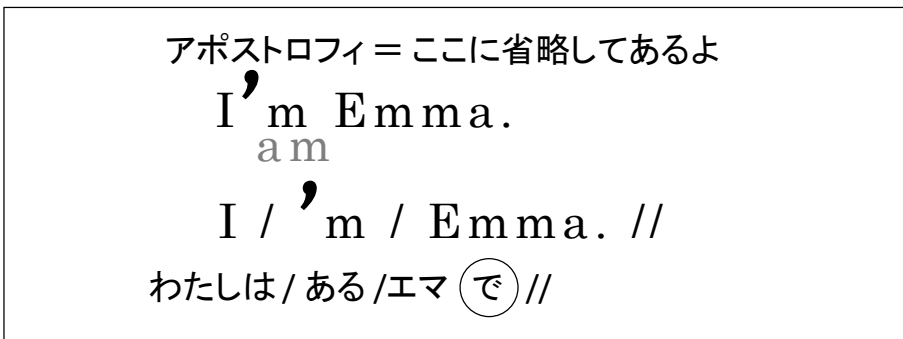 アポストロフィ = ここに省略してあるよ
I'm Emma.
am
I / 'm / Emma. //
わたしは / ある /エマ で //